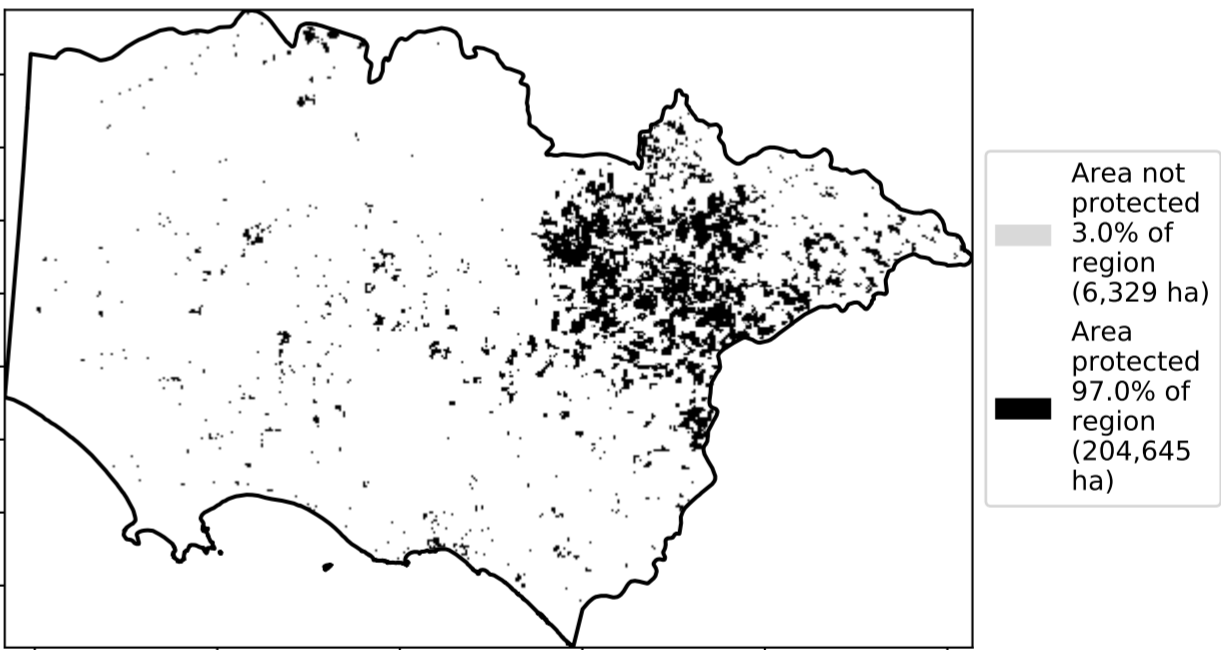 Area not
protected
3.0% of
region
(6,329 ha)
Area
protected
97.0% of
region
(204,645
ha)